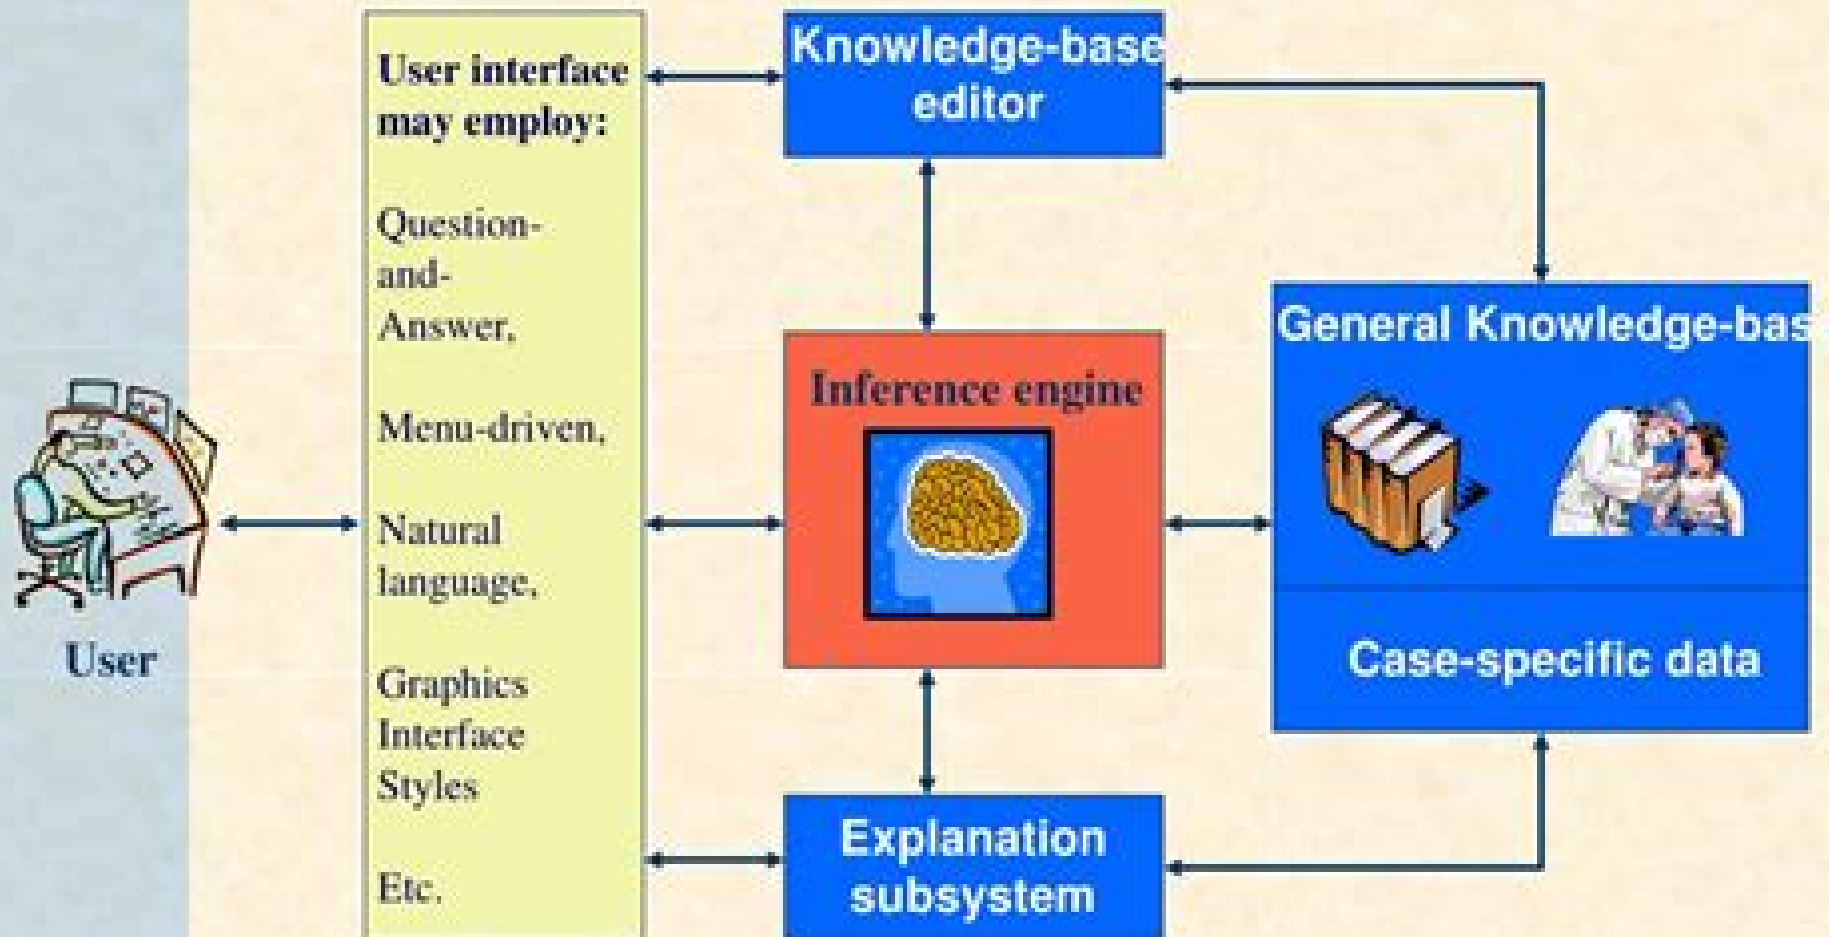 User interface
may employ:
Question-
and-
Answer,
Menu-driven,
Natural
language,
Graphics
Interface
Styles
Etc.
User
Knowledge-base
editor
Inference engine
Explanation
subsystem
General Knowledge-bas
Case-specific data